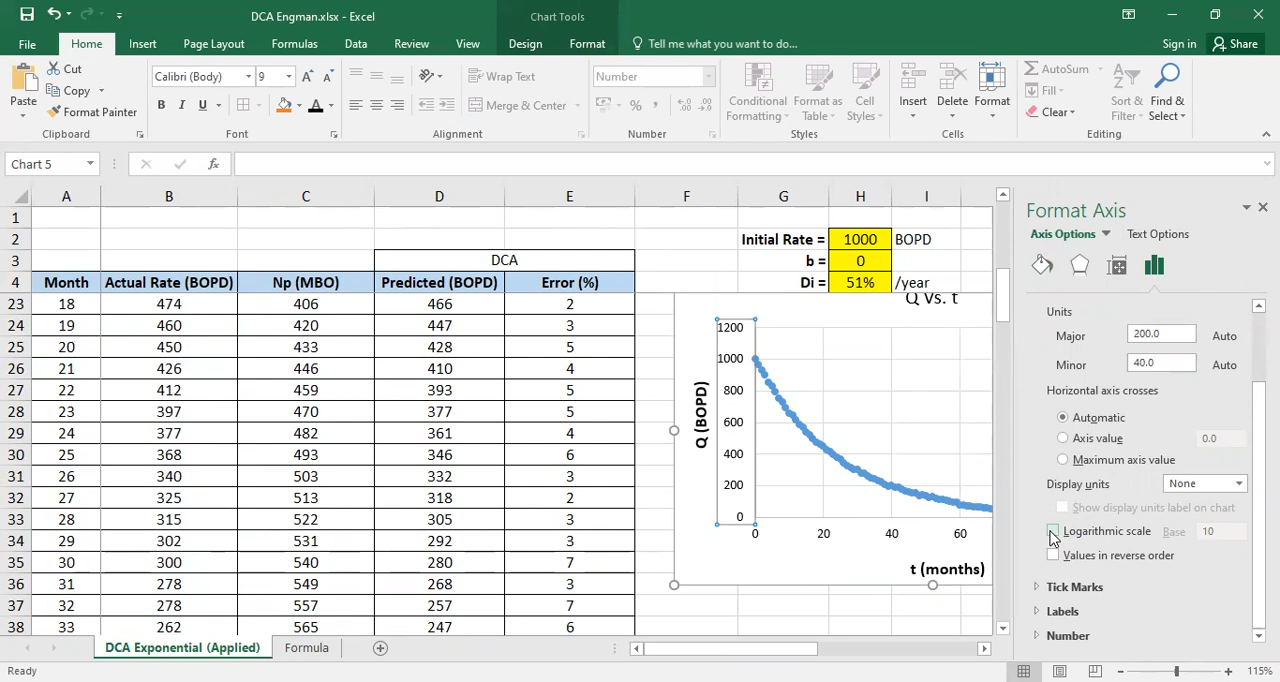 DCA Engman.xlsx - Excel
Chart Tools
File Home Insert Page Layout Formulas Data Review View Design Format Tell me what you want to do... Sign in Share
Paste
Cut
Copy
Format Painter
Clipboard
Calibri (Body) 9
B I U
Font
Wrap Text
Merge & Center
Alignment
Number
Number
Conditional Formatting
Format as Table
Cell Styles
Styles
Insert Delete Format
Cells
AutoSum
Fill
Clear
Sort & Filter
Find & Select
Editing
Chart 5 fx
A B C D E F G H I
1
2 Initial Rate = 1000 BOPD
3 DCA b = 0
4 Month Actual Rate (BOPD) Np (MBO) Predicted (BOPD) Error (%) Di = 51% /year
23 18 474 406 466 2
24 19 460 420 447 3
25 20 450 433 428 5
26 21 426 446 410 4
27 22 412 459 393 5
28 23 397 470 377 5
29 24 377 482 361 4
30 25 368 493 346 6
31 26 340 503 332 3
32 27 325 513 318 2
33 28 315 522 305 3
34 29 302 531 292 3
35 30 300 540 280 7
36 31 278 549 268 3
37 32 278 557 257 7
38 33 262 565 247 6
Q vs. t
1200
1000
800
600
400
200
0
Q (BOPD)
0 20 40 60
t (months)
DCA Exponential (Applied) Formula
Ready
115%
Format Axis
Axis Options Text Options
Units
Major 200.0 Auto
Minor 40.0 Auto
Horizontal axis crosses
Automatic
Axis value 0.0
Maximum axis value
Display units None
Show display units label on chart
Logarithmic scale Base 10
Values in reverse order
Tick Marks
Labels
Number